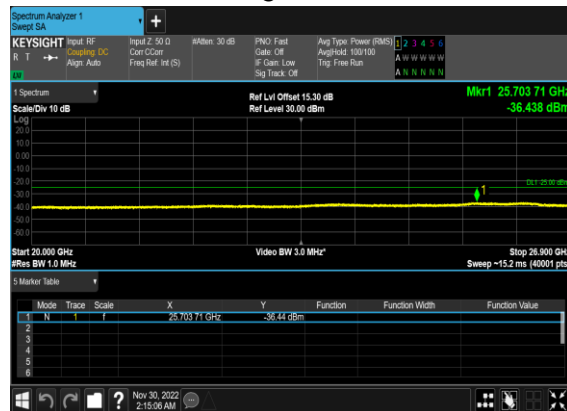 Spectrum Analyzer 1
Swept SA
+
KEYSIGHT Input: RF Input Z: 50 Ω #Atten: 30 dB PNO: Fast Avg Type: Power (RMS) 1 2 3 4 5 6
R T Coupling: DC Corr CCorr Gate: Off Avg|Hold: 100/100 A W W W W W
Align: Auto Freq Ref: Int (S) IF Gain: Low Trig: Free Run
Sig Track: Off A N N N N N
1 Spectrum Ref Lvl Offset 15.30 dB Mkr1 25.703 71 GHz
Scale/Div 10 dB Ref Level 30.00 dBm -36.438 dBm
Log
20.0
10.0
0.00
-10.0
-20.0
DL1 25.00 dBm
1
-30.0
-40.0
-50.0
-60.0
Start 20.000 GHz Video BW 3.0 MHz* Stop 26.900 GHz
#Res BW 1.0 MHz Sweep ~15.2 ms (40001 pts)
5 Marker Table
Mode Trace Scale X Y Function Function Width Function Value
1 N 1 f 25.703 71 GHz -36.44 dBm
2
3
4
5
6
? Nov 30, 2022
2:15:06 AM